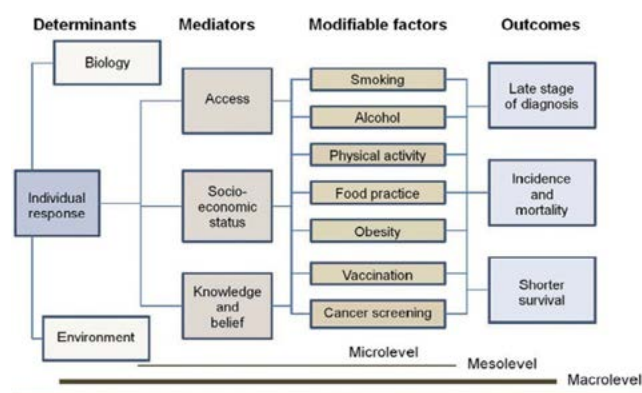 Determinants Mediators Modifiable factors Outcomes
Biology
Individual
response
Environment
Access
Socio-
economic
status
Knowledge
and
belief
Smoking
Alcohol
Physical activity
Food practice
Obesity
Vaccination
Cancer screening
Late stage
of diagnosis
Incidence
and
mortality
Shorter
survival
Microlevel
Mesolevel
Macrolevel